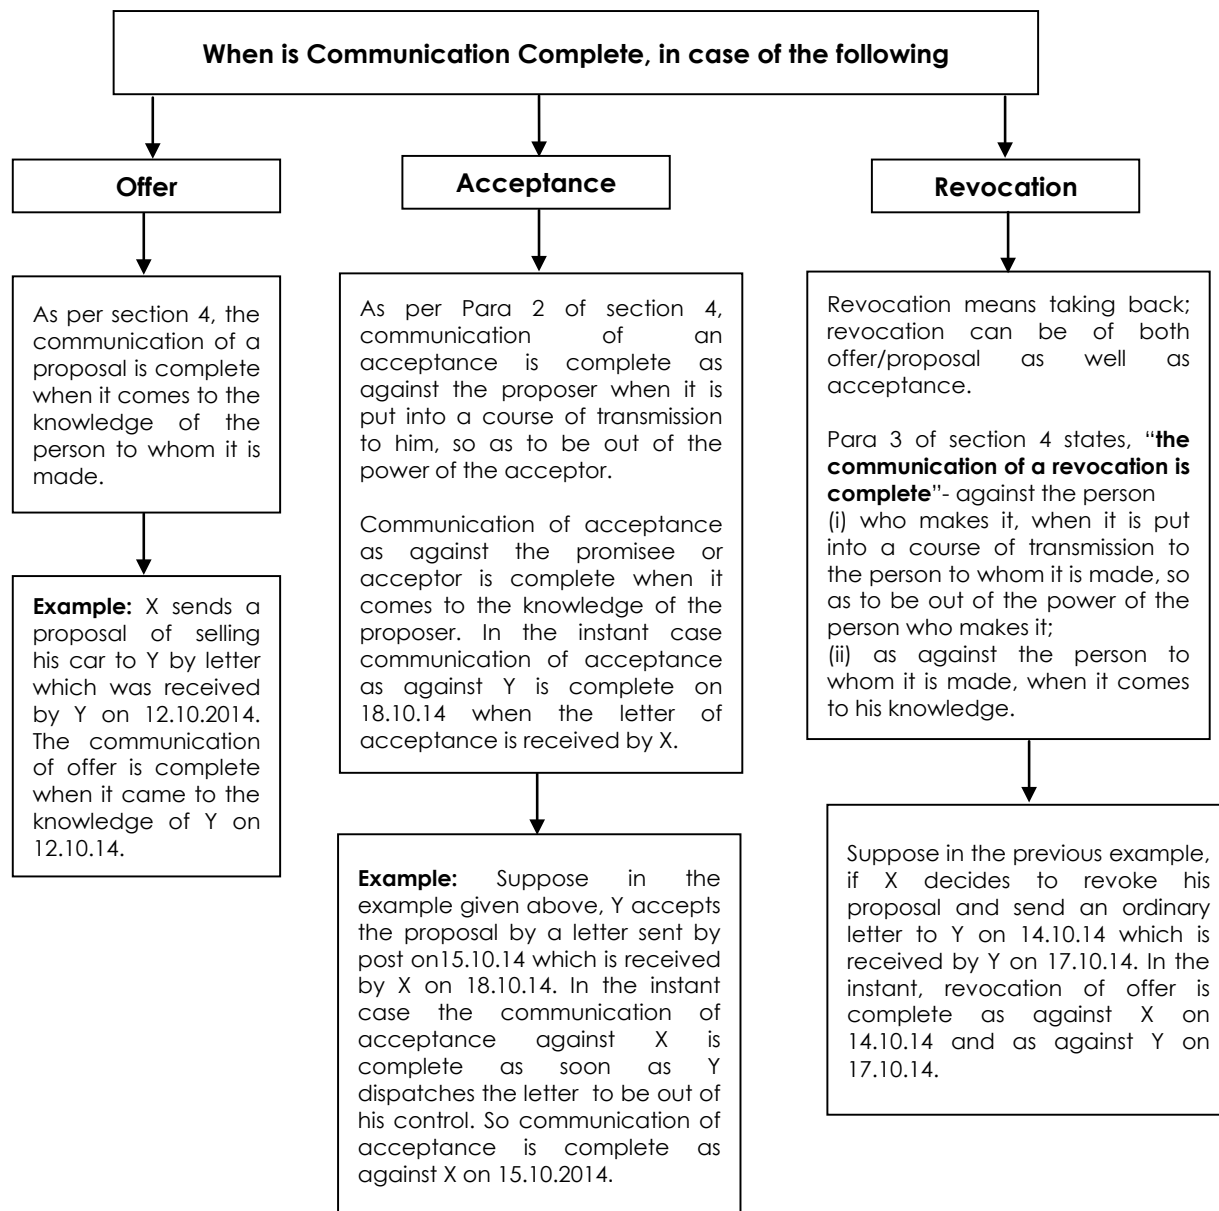 When is Communication Complete, in case of the following
Offer
Acceptance
Revocation
As per section 4, the
communication of a
proposal is complete
when it comes to the
knowledge of the
person to whom it is
made.
Example: X sends a
proposal of selling
his car to Y by letter
which was received
by Y on 12.10.2014.
The communication
of offer is complete
when it came to the
knowledge of Y on
12.10.14.
As per Para 2 of section 4,
communication of an
acceptance is complete as
against the proposer when it is
put into a course of transmission
to him, so as to be out of the
power of the acceptor.
Communication of acceptance
as against the promisee or
acceptor is complete when it
comes to the knowledge of the
proposer. In the instant case
communication of acceptance
as against Y is complete on
18.10.14 when the letter of
acceptance is received by X.
Example: Suppose in the
example given above, Y accepts
the proposal by a letter sent by
post on15.10.14 which is received
by X on 18.10.14. In the instant
case the communication of
acceptance against X is
complete as soon as Y
dispatches the letter to be out of
his control. So communication of
acceptance is complete as
against X on 15.10.2014.
Revocation means taking back;
revocation can be of both
offer/proposal as well as
acceptance.
Para 3 of section 4 states, “the
communication of a revocation is
complete”- against the person
(i) who makes it, when it is put
into a course of transmission to
the person to whom it is made, so
as to be out of the power of the
person who makes it;
(ii) as against the person to
whom it is made, when it comes
to his knowledge.
Suppose in the previous example,
if X decides to revoke his
proposal and send an ordinary
letter to Y on 14.10.14 which is
received by Y on 17.10.14. In the
instant, revocation of offer is
complete as against X on
14.10.14 and as against Y on
17.10.14.